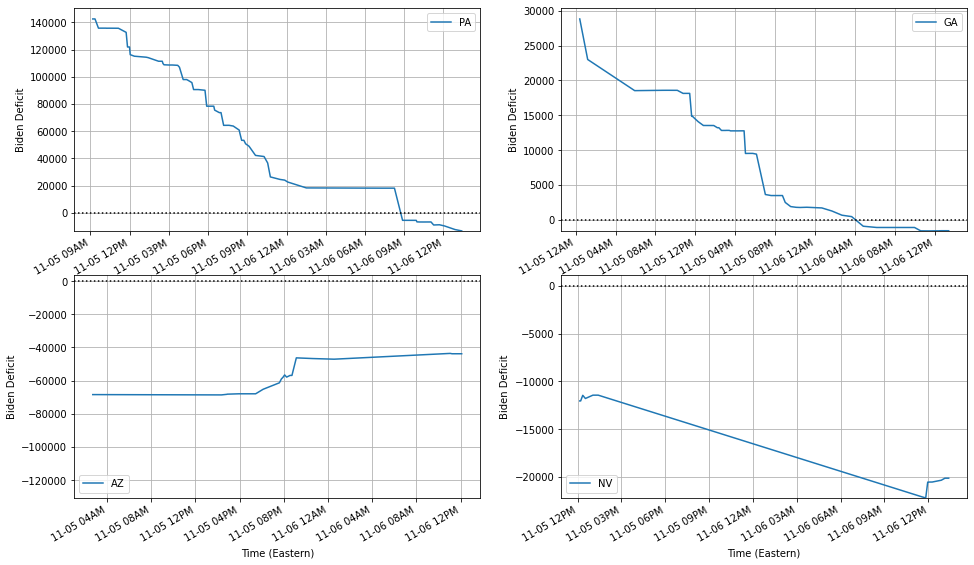 140000
120000
100000
80000
60000
40000
20000
0
Biden Deficit
PA
11-05 09AM
11-05 12PM
11-05 03PM
11-05 06PM
11-05 09PM
11-06 12AM
11-06 03AM
11-06 06AM
11-06 09AM
11-06 12PM
30000
25000
20000
15000
10000
5000
0
Biden Deficit
GA
11-05 12AM
11-05 04AM
11-05 08AM
11-05 12PM
11-05 04PM
11-05 08PM
11-06 12AM
11-06 04AM
11-06 08AM
11-06 12PM
0
−20000
−40000
−60000
−80000
−100000
−120000
Biden Deficit
AZ
11-05 04AM
11-05 08AM
11-05 12PM
11-05 04PM
11-05 08PM
11-06 12AM
11-06 04AM
11-06 08AM
11-06 12PM
Time (Eastern)
0
−5000
−10000
−15000
−20000
Biden Deficit
NV
11-05 12PM
11-05 03PM
11-05 06PM
11-05 09PM
11-06 12AM
11-06 03AM
11-06 06AM
11-06 09AM
11-06 12PM
Time (Eastern)